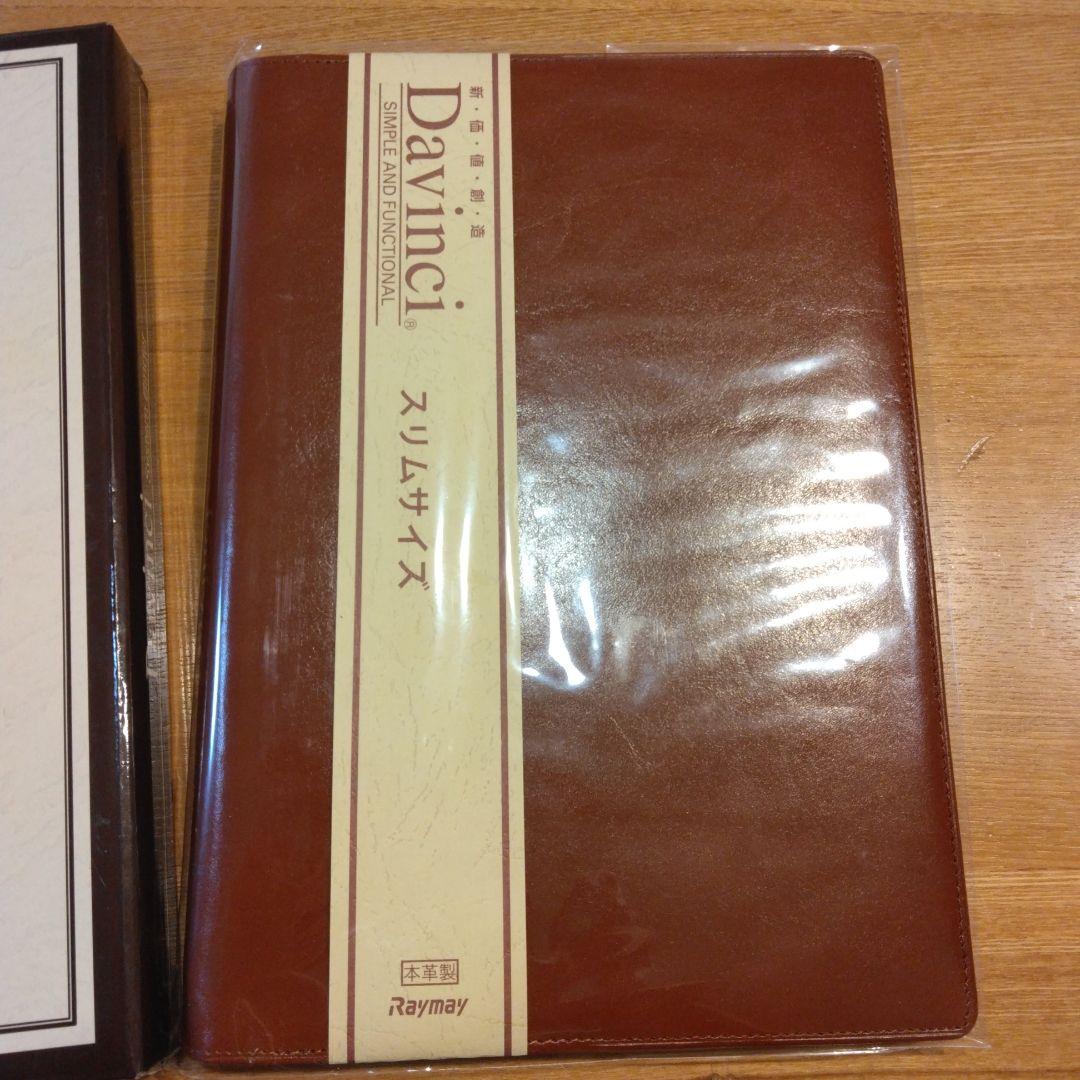 新・価・値・創・造
Davinci®
SIMPLE AND FUNCTIONAL
スリムサイズ
本革製
Raymay